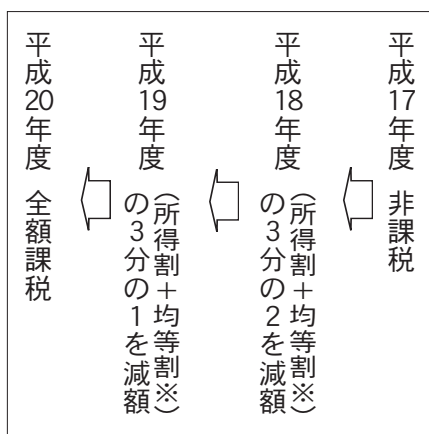 平成17年度 非課税
平成18年度 (所得割＋均等割※)
の3分の2を減額
平成19年度 (所得割＋均等割※)
の3分の1を減額
平成20年度 全額課税